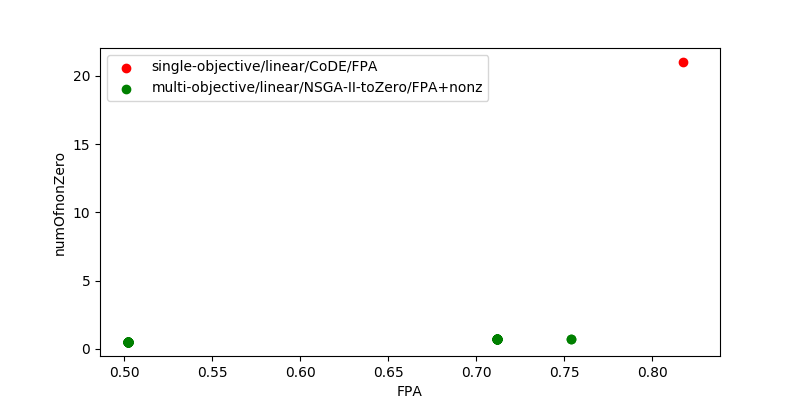 single-objective/linear/CoDE/FPA
multi-objective/linear/NSGA-II-toZero/FPA+nonz
numOfnonZero
20
15
10
5
0
0.50 0.55 0.60 0.65 0.70 0.75 0.80
FPA